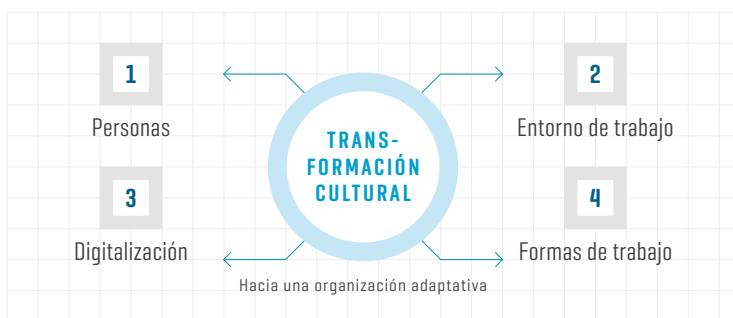 1
Personas
2
Entorno de trabajo
TRANS-
FORMACIÓN
CULTURAL
3
Digitalización
4
Formas de trabajo
Hacia una organización adaptativa